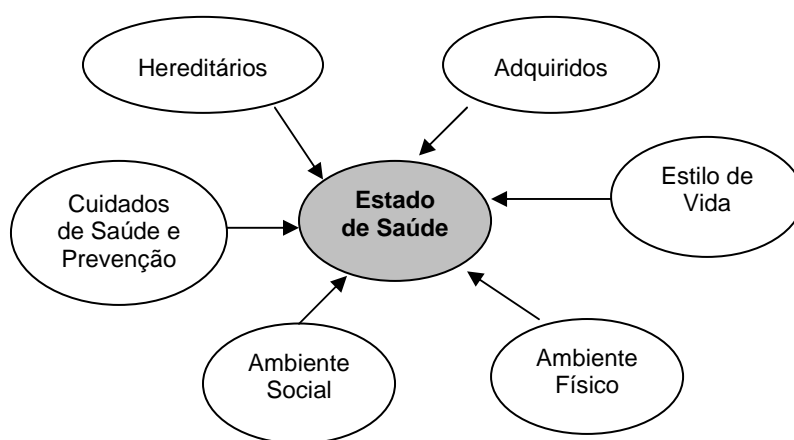 Hereditários
Adquiridos
Estilo de
Vida
Estado
de Saúde
Cuidados
de Saúde e
Prevenção
Ambiente
Social
Ambiente
Físico